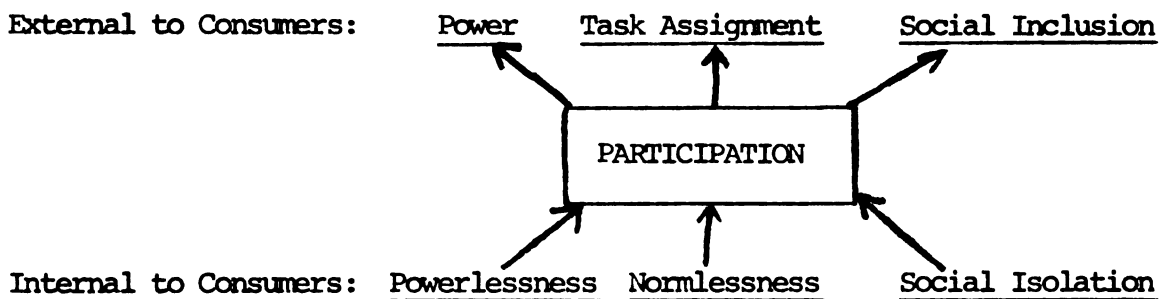 External to Consumers: Power Task Assignment Social Inclusion
PARTICIPATION
Internal to Consumers: Powerlessness Normlessness Social Isolation